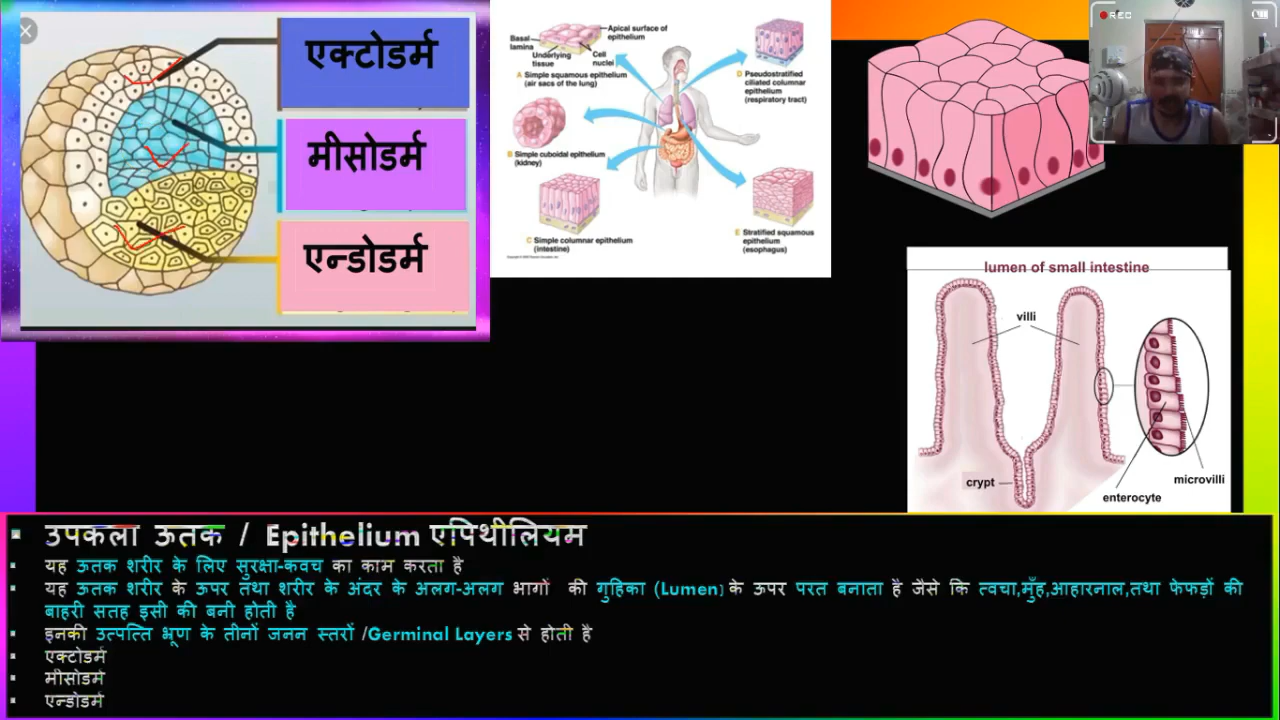 एक्टोडर्म
मीसोडर्म
एन्डोडर्म
Apical surface of
epithelium
Basal
lamina
Underlying
tissue
Cell
nuclei
A Simple squamous epithelium
(air sacs of the lung)
B Simple cuboidal epithelium
(kidney)
C Simple columnar epithelium
(intestine)
D Pseudostratified
ciliated columnar
epithelium
(respiratory tract)
E Stratified squamous
epithelium
(esophagus)
REC
lumen of small intestine
villi
crypt
microvilli
enterocyte
उपकला ऊतक / Epithelium एपिथीलियम
यह ऊतक शरीर के लिए सुरक्षा-कवच का काम करता है
यह ऊतक शरीर के ऊपर तथा शरीर के अंदर के अलग-अलग भागों की गुहिका (Lumen) के ऊपर परत बनाता है जैसे कि त्वचा,मुँह,आहारनाल,तथा फेफड़ों की
बाहरी सतह इसी की बनी होती है
इनकी उत्पत्ति भ्रूण के तीनों जनन स्तरों /Germinal Layers से होती है
एक्टोडर्म
मीसोडर्म
एन्डोडर्म